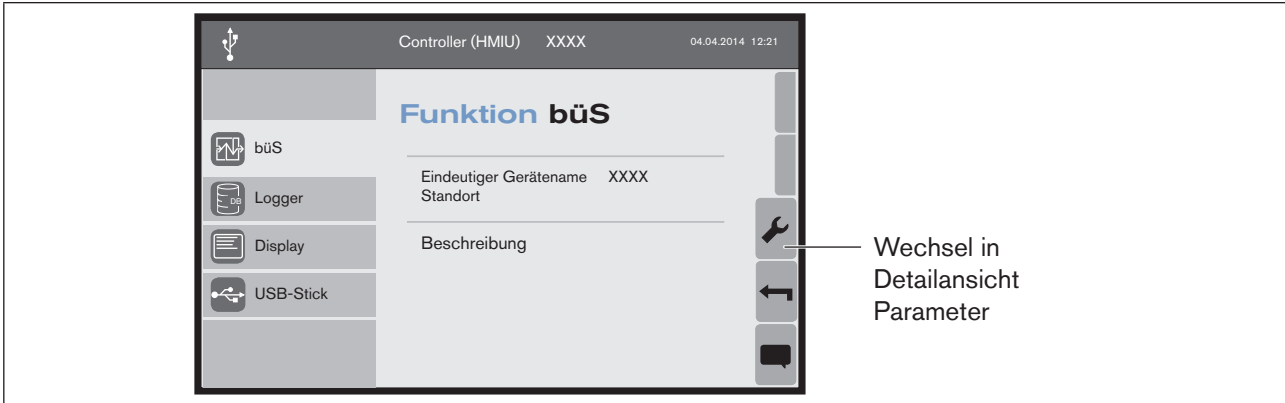 Controller (HMIU) XXXX 04.04.2014 12:21
Funktion büS
büS
Logger
Display
USB-Stick
DB
Eindeutiger Gerätename XXXX
Standort
Beschreibung
Wechsel in
Detailansicht
Parameter